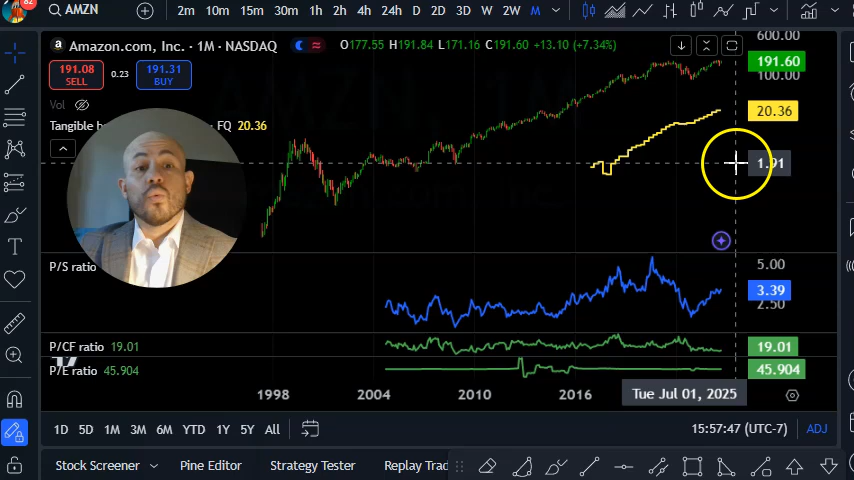 82
AMZN 2m 10m 15m 30m 1h 2h 4h 24h D 2D 3D W 2W M
Amazon.com, Inc. · 1M · NASDAQ O177.55 H191.84 L171.16 C191.60 +13.10 (+7.34%)
600.00
191.08 SELL 0.23 191.31 BUY
191.60
100.00
Vol
Tangible FQ 20.36
20.36
1.91
P/S ratio
5.00
3.39
2.50
P/CF ratio 19.01
19.01
P/E ratio 45.904
45.904
1998 2004 2010 2016 Tue Jul 01, 2025
1D 5D 1M 3M 6M YTD 1Y 5Y All 15:57:47 (UTC-7) ADJ
Stock Screener Pine Editor Strategy Tester Replay Trad